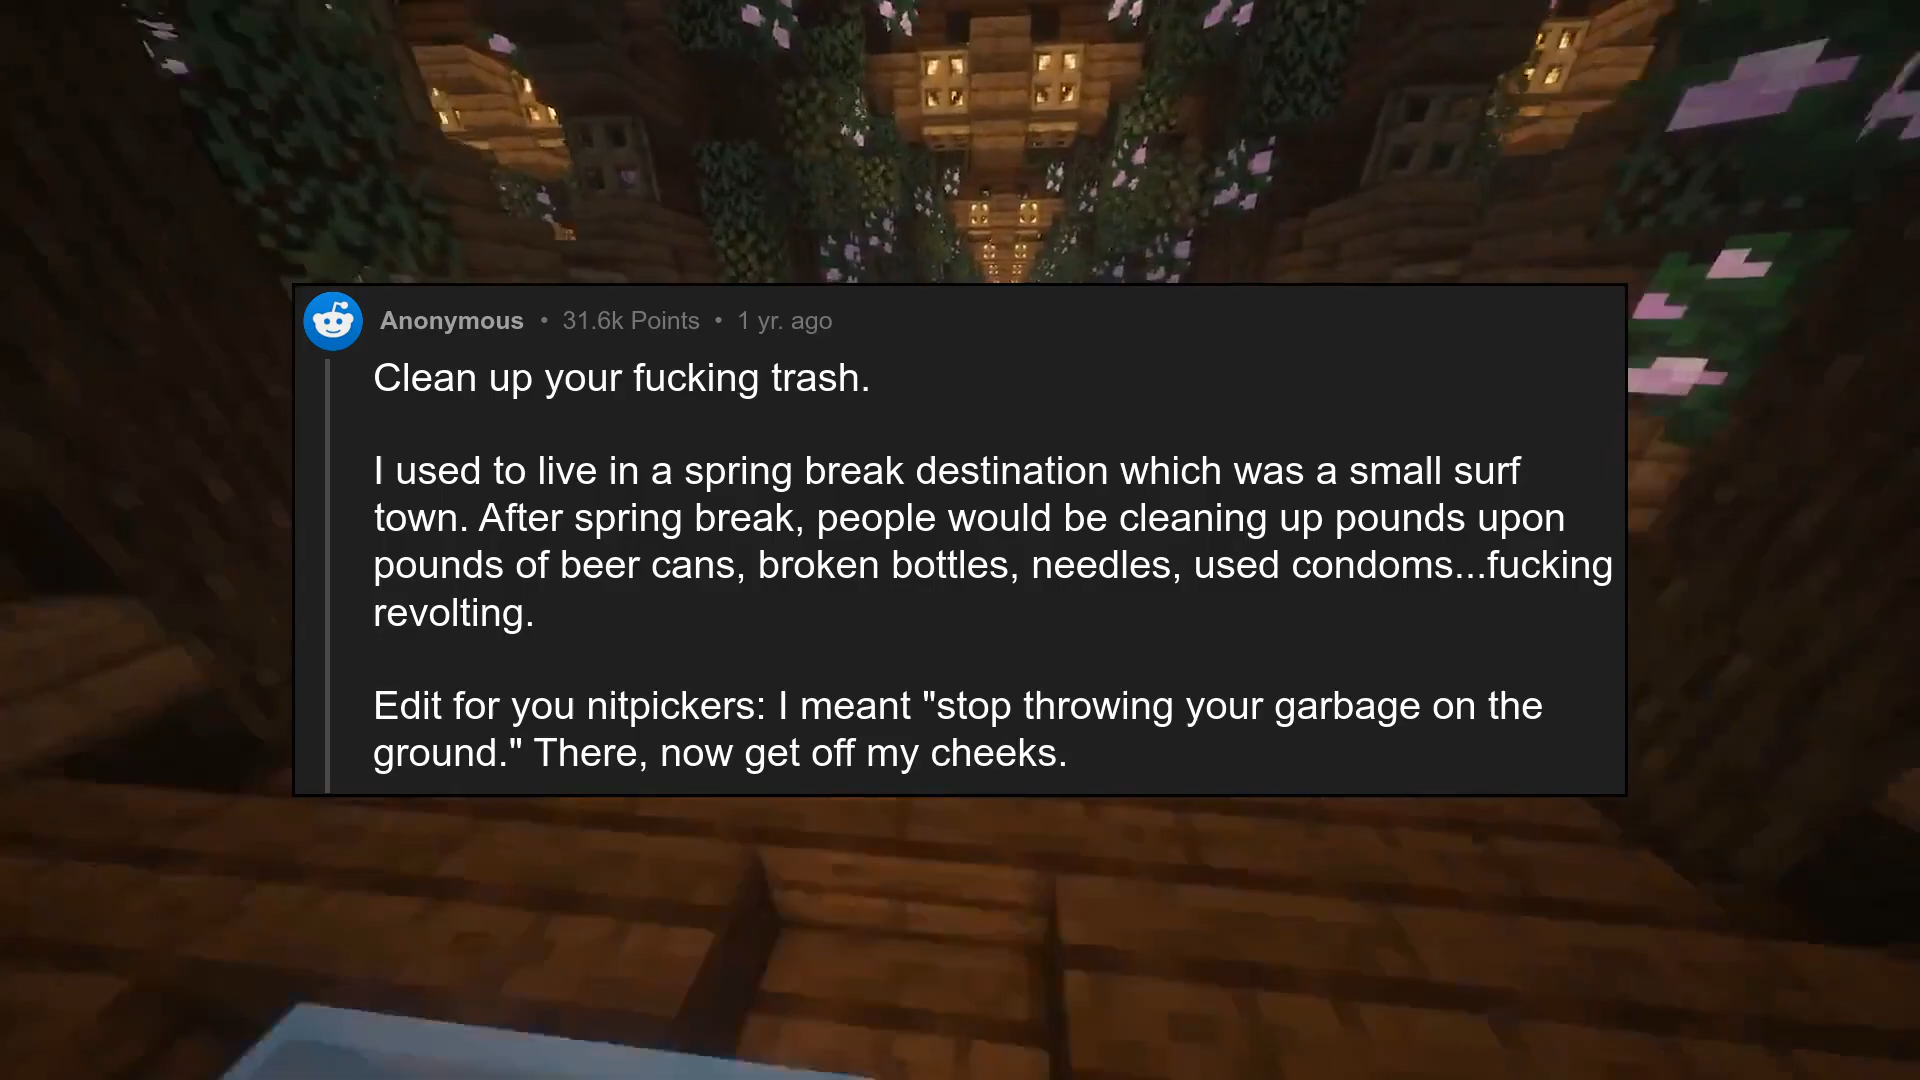 Anonymous • 31.6k Points • 1 yr. ago
Clean up your fucking trash.
I used to live in a spring break destination which was a small surf
town. After spring break, people would be cleaning up pounds upon
pounds of beer cans, broken bottles, needles, used condoms...fucking
revolting.
Edit for you nitpickers: I meant "stop throwing your garbage on the
ground." There, now get off my cheeks.